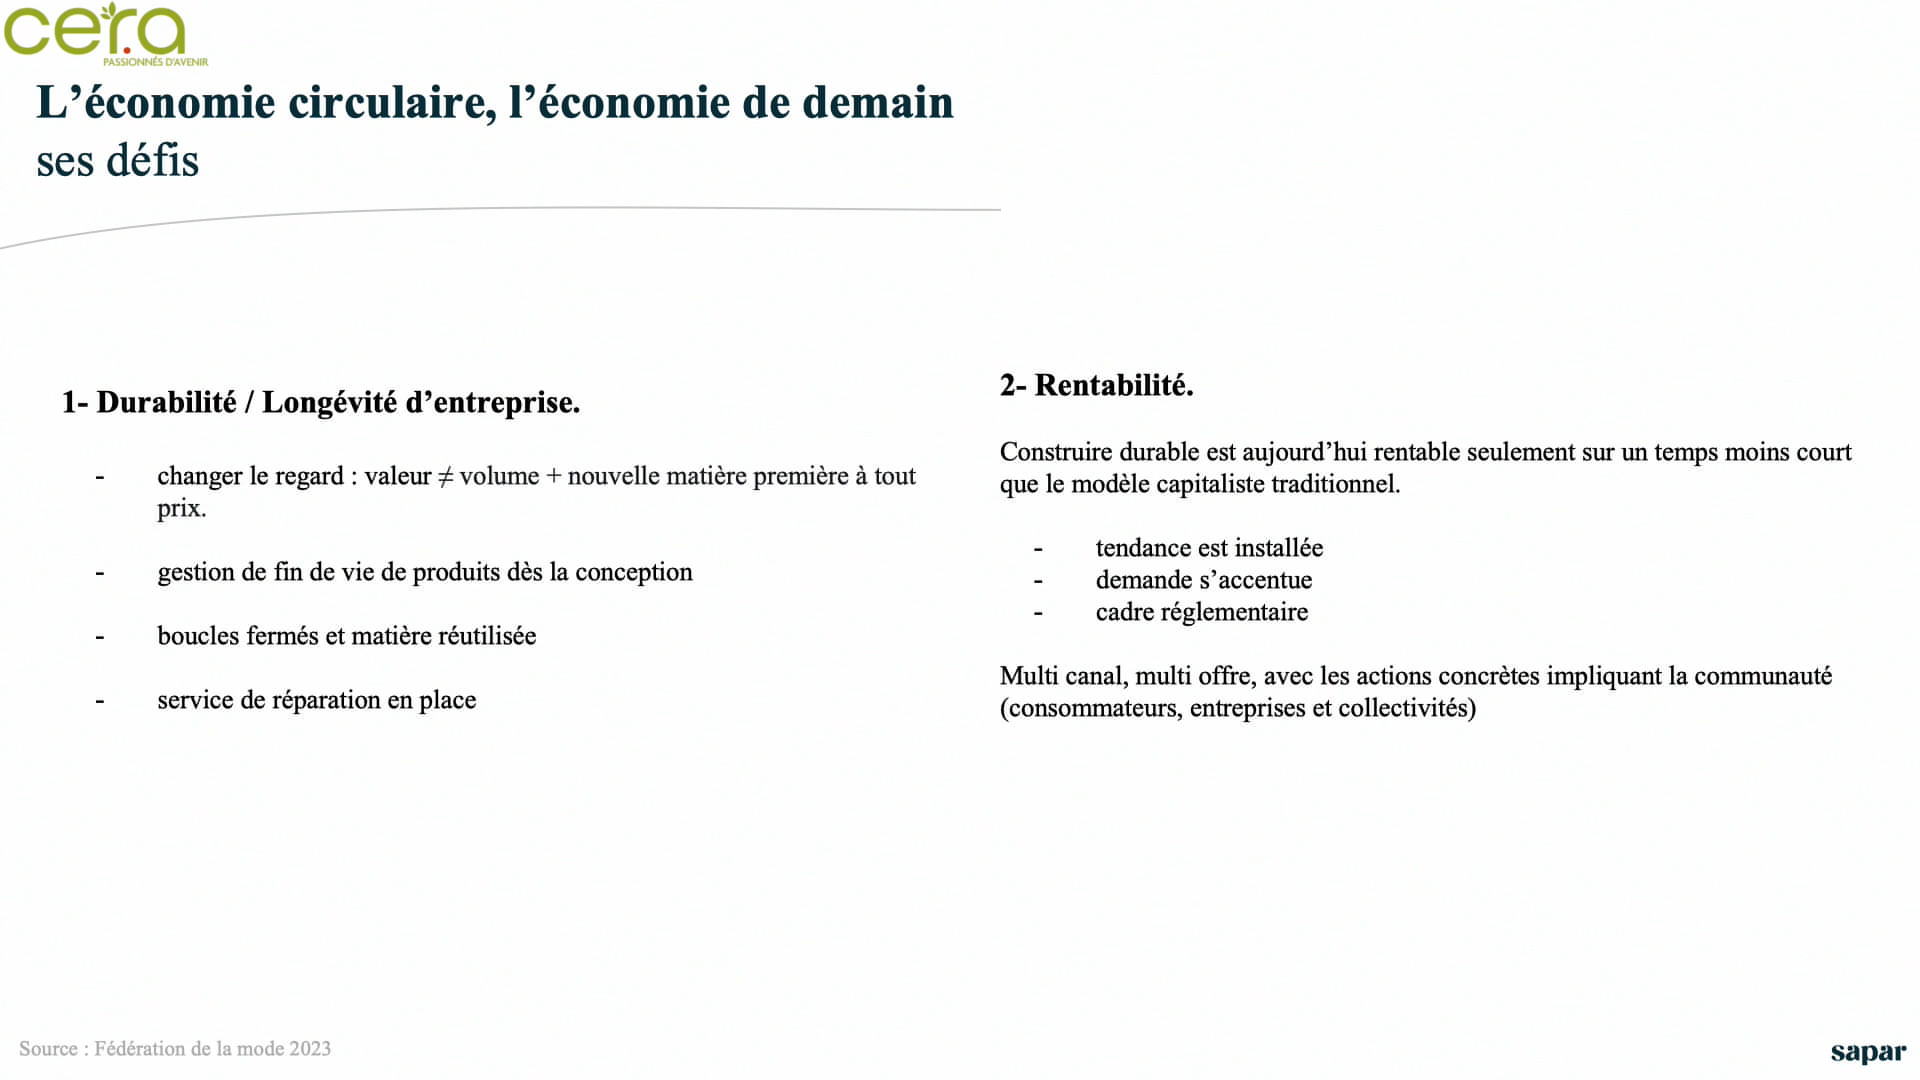 cer.a
PASSIONNÉS D'AVENIR
L’économie circulaire, l’économie de demain
ses défis
1- Durabilité / Longévité d’entreprise.
- changer le regard : valeur ≠ volume + nouvelle matière première à tout
prix.
- gestion de fin de vie de produits dès la conception
- boucles fermés et matière réutilisée
- service de réparation en place
2- Rentabilité.
Construire durable est aujourd’hui rentable seulement sur un temps moins court
que le modèle capitaliste traditionnel.
- tendance est installée
- demande s’accentue
- cadre réglementaire
Multi canal, multi offre, avec les actions concrètes impliquant la communauté
(consommateurs, entreprises et collectivités)
Source : Fédération de la mode 2023
sapar